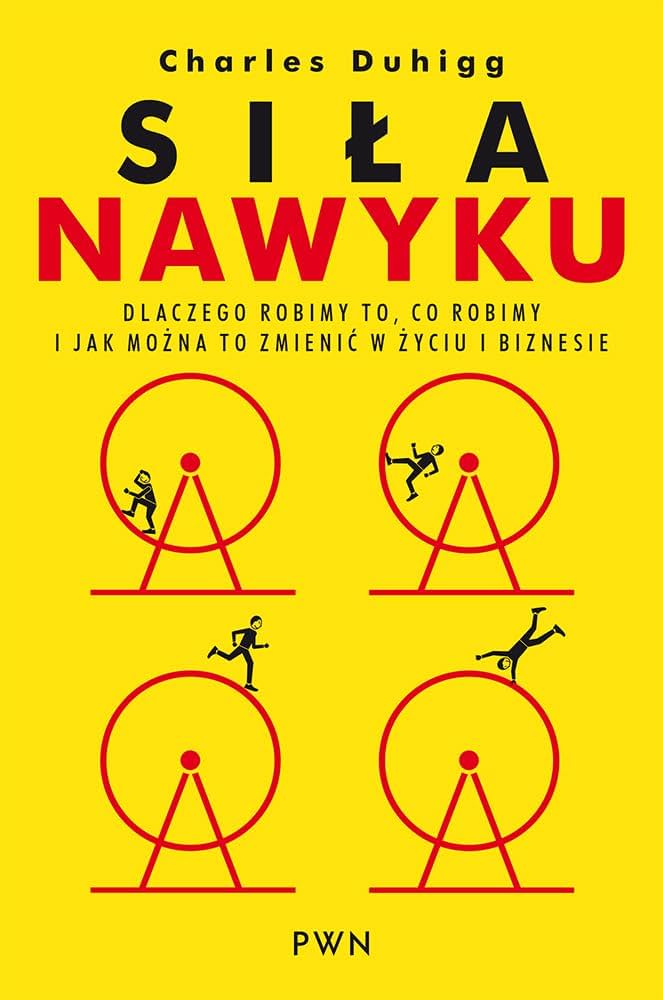 Charles Duhigg
SIŁA
NAWYKU
DLACZEGO ROBIMY TO, CO ROBIMY
I JAK MOŻNA TO ZMIENIĆ W ŻYCIU I BIZNESIE
PWN